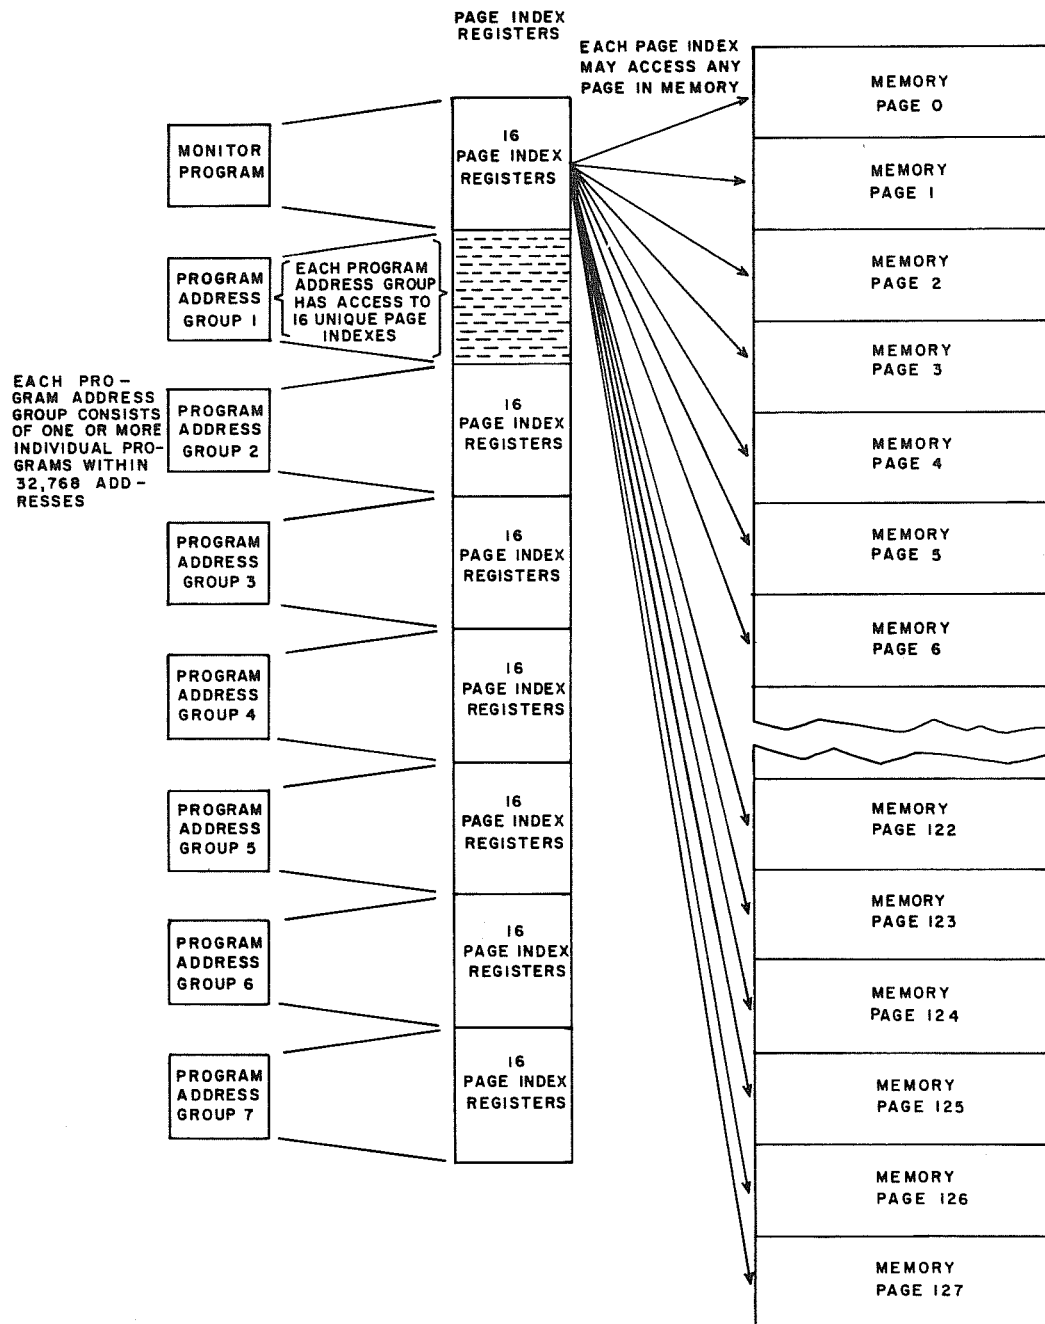 PAGE INDEX
REGISTERS
EACH PAGE INDEX
MAY ACCESS ANY
PAGE IN MEMORY
MONITOR
PROGRAM
PROGRAM
ADDRESS
GROUP 1
EACH PROGRAM
ADDRESS GROUP
HAS ACCESS TO
16 UNIQUE PAGE
INDEXES
EACH PRO-
GRAM ADDRESS
GROUP CONSISTS
OF ONE OR MORE
INDIVIDUAL PRO-
GRAMS WITHIN
32,768 ADD-
RESSES
PROGRAM
ADDRESS
GROUP 2
PROGRAM
ADDRESS
GROUP 3
PROGRAM
ADDRESS
GROUP 4
PROGRAM
ADDRESS
GROUP 5
PROGRAM
ADDRESS
GROUP 6
PROGRAM
ADDRESS
GROUP 7
16
PAGE INDEX
REGISTERS
16
PAGE INDEX
REGISTERS
16
PAGE INDEX
REGISTERS
16
PAGE INDEX
REGISTERS
16
PAGE INDEX
REGISTERS
16
PAGE INDEX
REGISTERS
16
PAGE INDEX
REGISTERS
MEMORY
PAGE 0
MEMORY
PAGE 1
MEMORY
PAGE 2
MEMORY
PAGE 3
MEMORY
PAGE 4
MEMORY
PAGE 5
MEMORY
PAGE 6
MEMORY
PAGE 122
MEMORY
PAGE 123
MEMORY
PAGE 124
MEMORY
PAGE 125
MEMORY
PAGE 126
MEMORY
PAGE 127